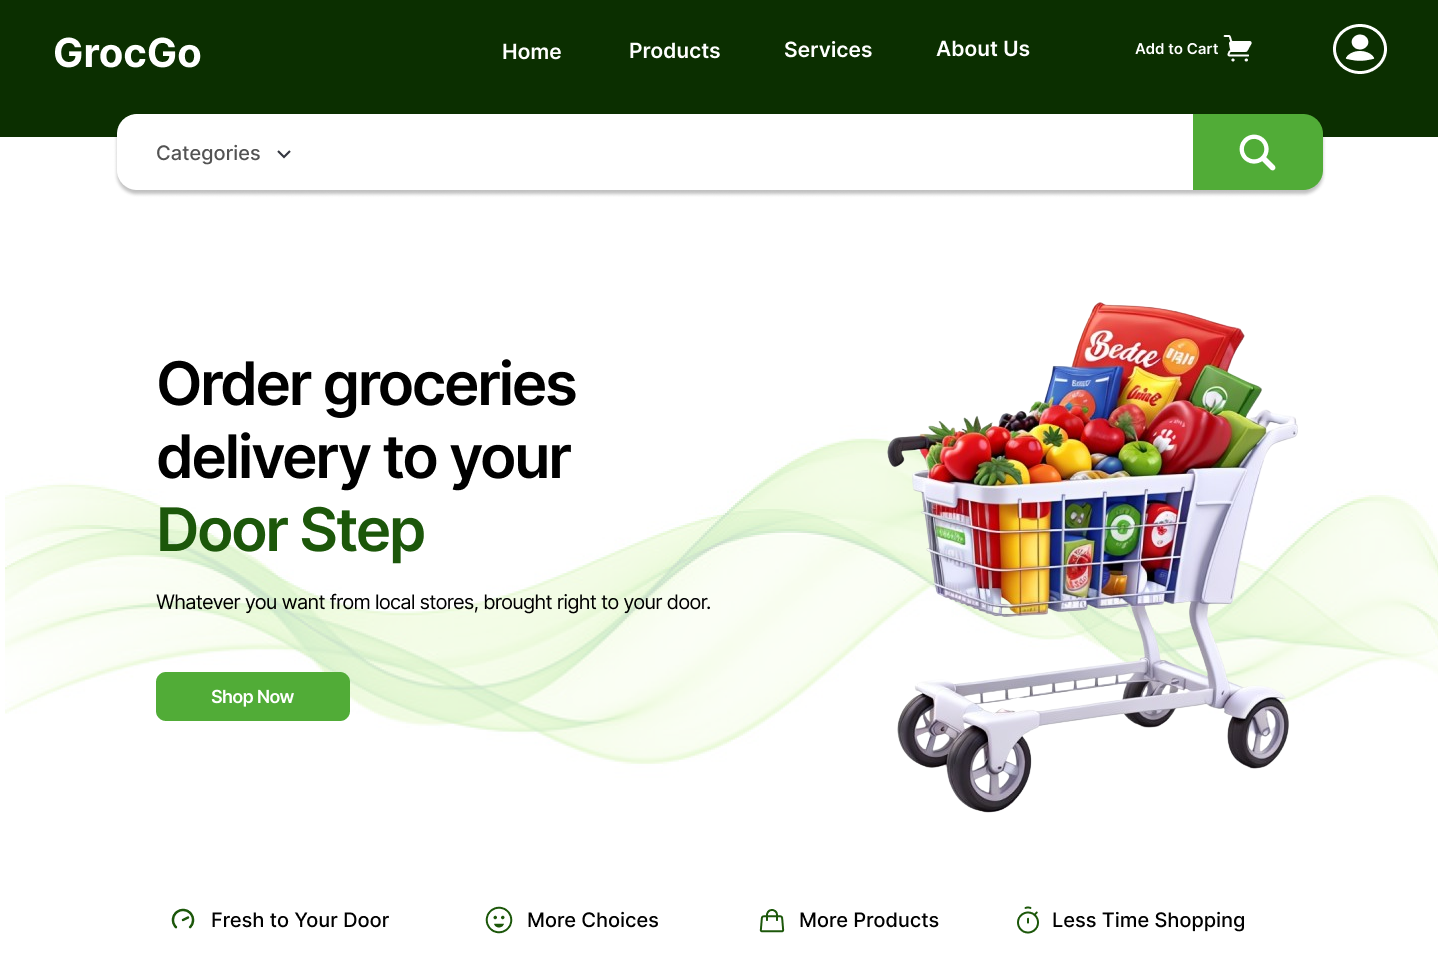 GrocGo
Home Products Services About Us Add to Cart
Categories
Order groceries
delivery to your
Door Step
Whatever you want from local stores, brought right to your door.
Shop Now
Bedre
Fresh to Your Door More Choices More Products Less Time Shopping